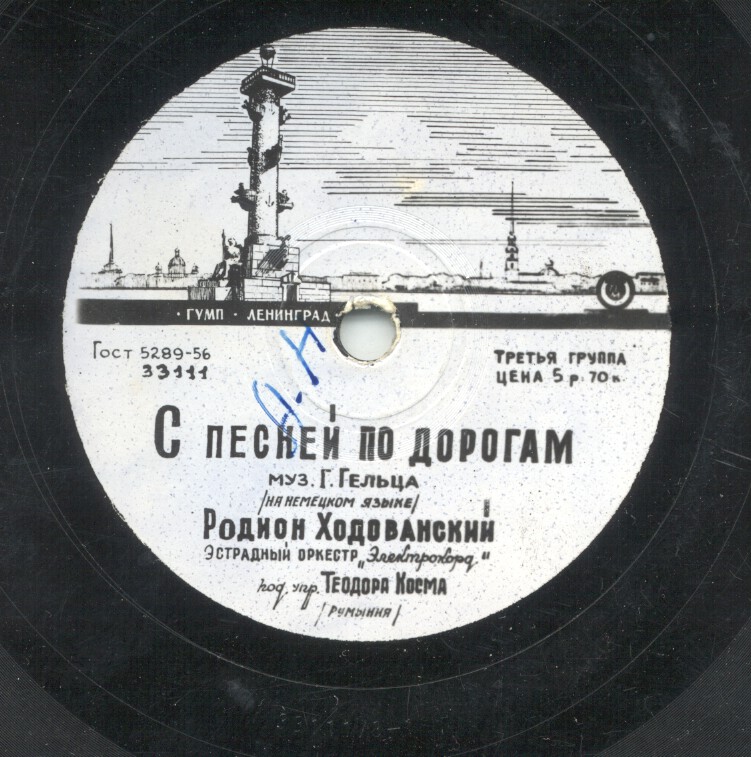 · ГУМП · ЛЕНИНГРАД ·
Гост 5289-56
33111
ТРЕТЬЯ ГРУППА
ЦЕНА 5 р. 70 к.
С ПЕСНЕЙ ПО ДОРОГАМ
МУЗ. Г. ГЕЛЬЦА
/НА НЕМЕЦКОМ ЯЗЫКЕ/
РОДИОН ХОДОВАНСКИЙ
ЭСТРАДНЫЙ ОРКЕСТР „Электрокорд"
под. упр. ТЕОДОРА КОСМА
/РУМЫНИЯ/